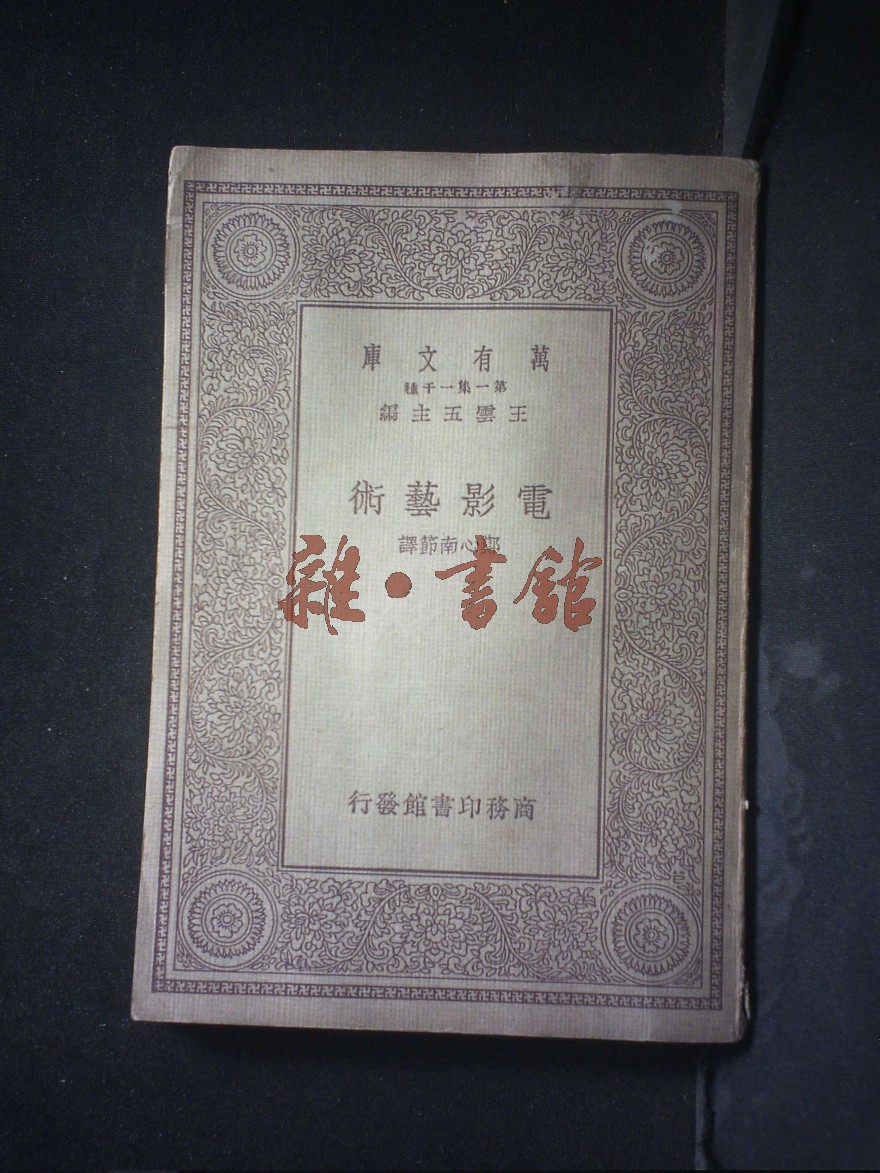 萬有文庫
第一集一千種
王雲五主編
電影藝術
鄭心南節譯
雜·書館
商務印書館發行